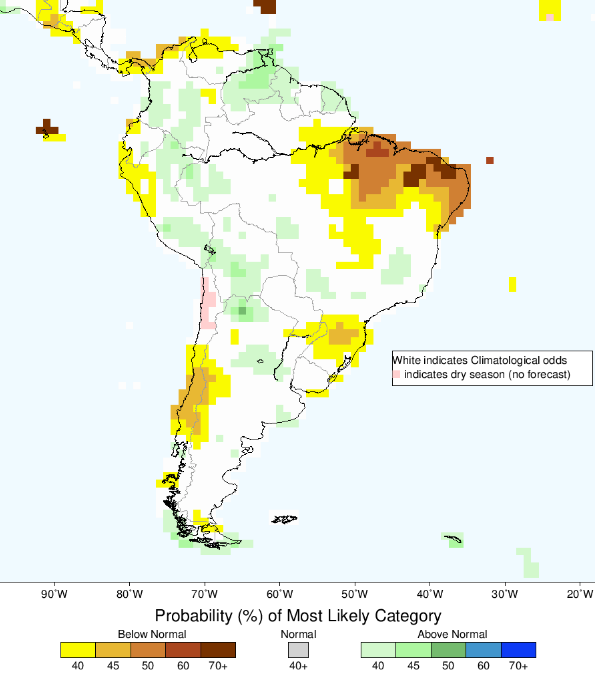 White indicates Climatological odds
indicates dry season (no forecast)
90°W 80°W 70°W 60°W 50°W 40°W 30°W 20°W
Probability (%) of Most Likely Category
Below Normal Normal Above Normal
40 45 50 60 70+ 40+ 40 45 50 60 70+